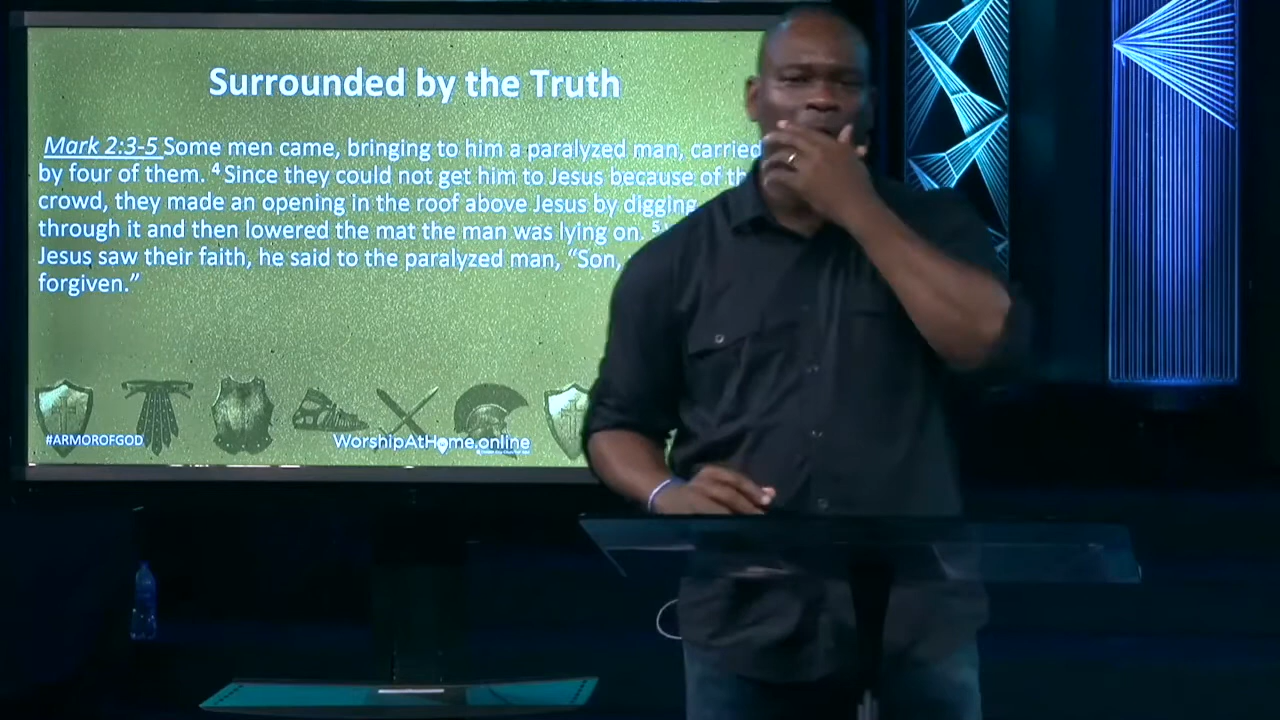 Surrounded by the Truth
Mark 2:3-5 Some men came, bringing to him a paralyzed man, carried
by four of them. 4 Since they could not get him to Jesus because of
crowd, they made an opening in the roof above Jesus by digging
through it and then lowered the mat the man was lying on. 5
Jesus saw their faith, he said to the paralyzed man, “Son,
forgiven.”
#ARMOROFGOD
WorshipAtHome.online